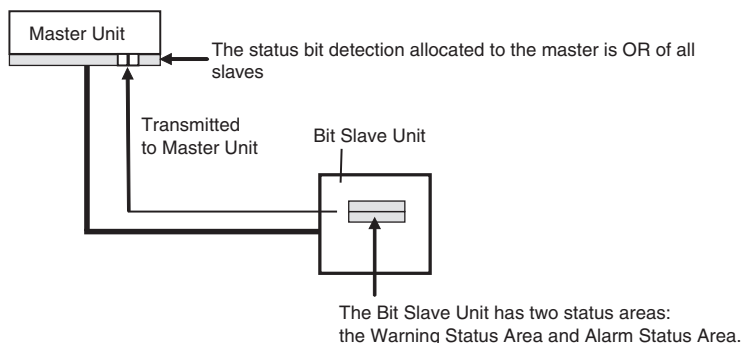 Master Unit
The status bit detection allocated to the master is OR of all
slaves
Transmitted
to Master Unit
Bit Slave Unit
The Bit Slave Unit has two status areas:
the Warning Status Area and Alarm Status Area.